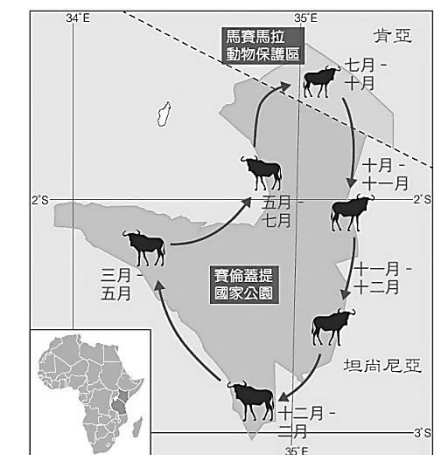 34°E
35°E
馬賽馬拉
動物保護區
肯亞
七月 -
十月
十月 -
十一月
2°S
五月 -
七月
2°S
三月 -
五月
賽倫蓋提
國家公園
十一月 -
十二月
坦尚尼亞
十二月 -
二月
3°S
35°E